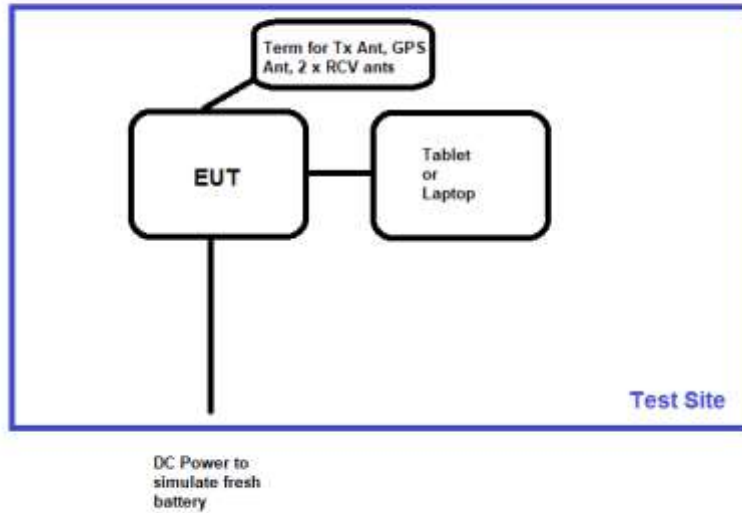 Term for Tx Ant, GPS
Ant, 2 x RCV ants
EUT
Tablet
or
Laptop
Test Site
DC Power to
simulate fresh
battery